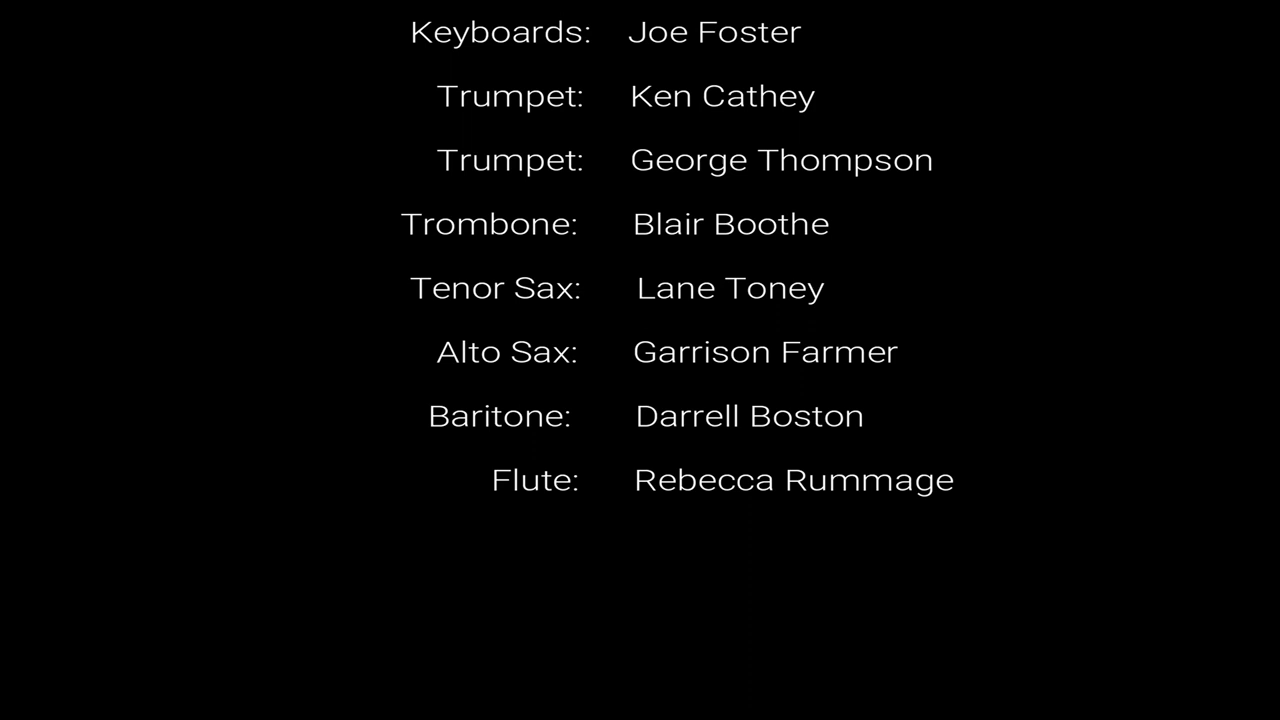 Keyboards: Joe Foster
Trumpet: Ken Cathey
Trumpet: George Thompson
Trombone: Blair Boothe
Tenor Sax: Lane Toney
Alto Sax: Garrison Farmer
Baritone: Darrell Boston
Flute: Rebecca Rummage